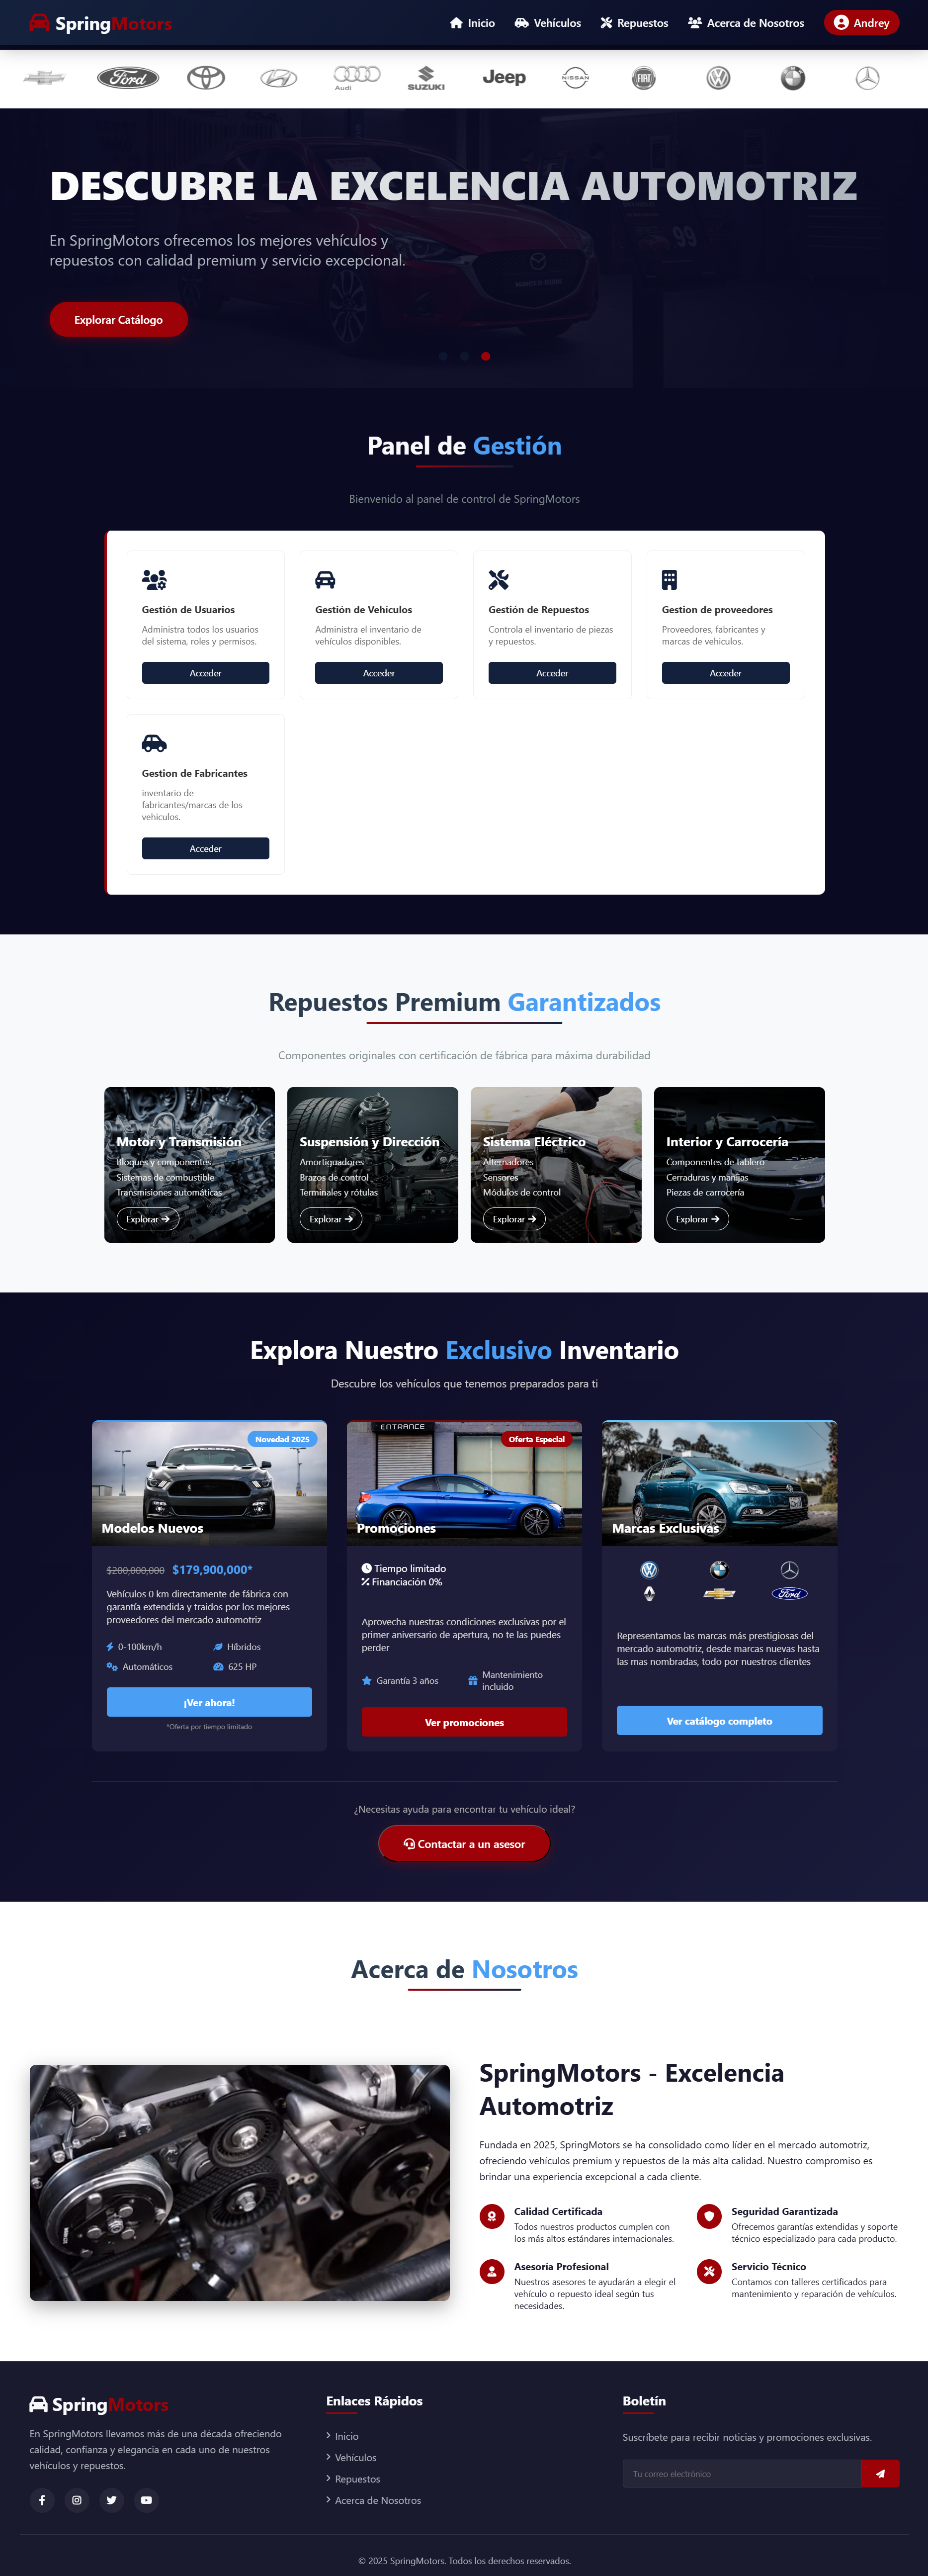 SpringMotors
Inicio
Vehículos
Repuestos
Acerca de Nosotros
Andrey
Ford
Audi
SUZUKI
Jeep
NISSAN
FIAT
DESCUBRE LA EXCELENCIA AUTOMOTRIZ
99
En SpringMotors ofrecemos los mejores vehículos y
repuestos con calidad premium y servicio excepcional.
Explorar Catálogo
Panel de Gestión
Bienvenido al panel de control de SpringMotors
Gestión de Usuarios
Administra todos los usuarios
del sistema, roles y permisos.
Acceder
Gestión de Vehículos
Administra el inventario de
vehículos disponibles.
Acceder
Gestión de Repuestos
Controla el inventario de piezas
y repuestos.
Acceder
Gestion de proveedores
Proveedores, fabricantes y
marcas de vehiculos.
Acceder
Gestion de Fabricantes
inventario de
fabricantes/marcas de los
vehiculos.
Acceder
Repuestos Premium Garantizados
Componentes originales con certificación de fábrica para máxima durabilidad
Motor y Transmisión
Bloques y componentes
Sistemas de combustible
Transmisiones automáticas
Explorar
Suspensión y Dirección
Amortiguadores
Brazos de control
Terminales y rótulas
Explorar
Sistema Eléctrico
Alternadores
Sensores
Módulos de control
Explorar
Interior y Carrocería
Componentes de tablero
Cerraduras y manijas
Piezas de carrocería
Explorar
Explora Nuestro Exclusivo Inventario
Descubre los vehículos que tenemos preparados para ti
Novedad 2025
Modelos Nuevos
$200,000,000 $179,900,000*
Vehículos 0 km directamente de fábrica con
garantía extendida y traidos por los mejores
proveedores del mercado automotriz
0-100km/h
Híbridos
Automáticos
625 HP
¡Ver ahora!
*Oferta por tiempo limitado
ENTRANCE
Oferta Especial
Promociones
Tiempo limitado
Financiación 0%
Aprovecha nuestras condiciones exclusivas por el
primer aniversario de apertura, no te las puedes
perder
Garantía 3 años
Mantenimiento
incluido
Ver promociones
Marcas Exclusivas
Ford
Representamos las marcas más prestigiosas del
mercado automotriz, desde marcas nuevas hasta
las mas nombradas, todo por nuestros clientes
Ver catálogo completo
¿Necesitas ayuda para encontrar tu vehículo ideal?
Contactar a un asesor
Acerca de Nosotros
SpringMotors - Excelencia
Automotriz
Fundada en 2025, SpringMotors se ha consolidado como líder en el mercado automotriz,
ofreciendo vehículos premium y repuestos de la más alta calidad. Nuestro compromiso es
brindar una experiencia excepcional a cada cliente.
Calidad Certificada
Todos nuestros productos cumplen con
los más altos estándares internacionales.
Seguridad Garantizada
Ofrecemos garantías extendidas y soporte
técnico especializado para cada producto.
Asesoría Profesional
Nuestros asesores te ayudarán a elegir el
vehículo o repuesto ideal según tus
necesidades.
Servicio Técnico
Contamos con talleres certificados para
mantenimiento y reparación de vehículos.
SpringMotors
En SpringMotors llevamos más de una década ofreciendo
calidad, confianza y elegancia en cada uno de nuestros
vehículos y repuestos.
Enlaces Rápidos
Inicio
Vehículos
Repuestos
Acerca de Nosotros
Boletín
Suscríbete para recibir noticias y promociones exclusivas.
Tu correo electrónico
© 2025 SpringMotors. Todos los derechos reservados.